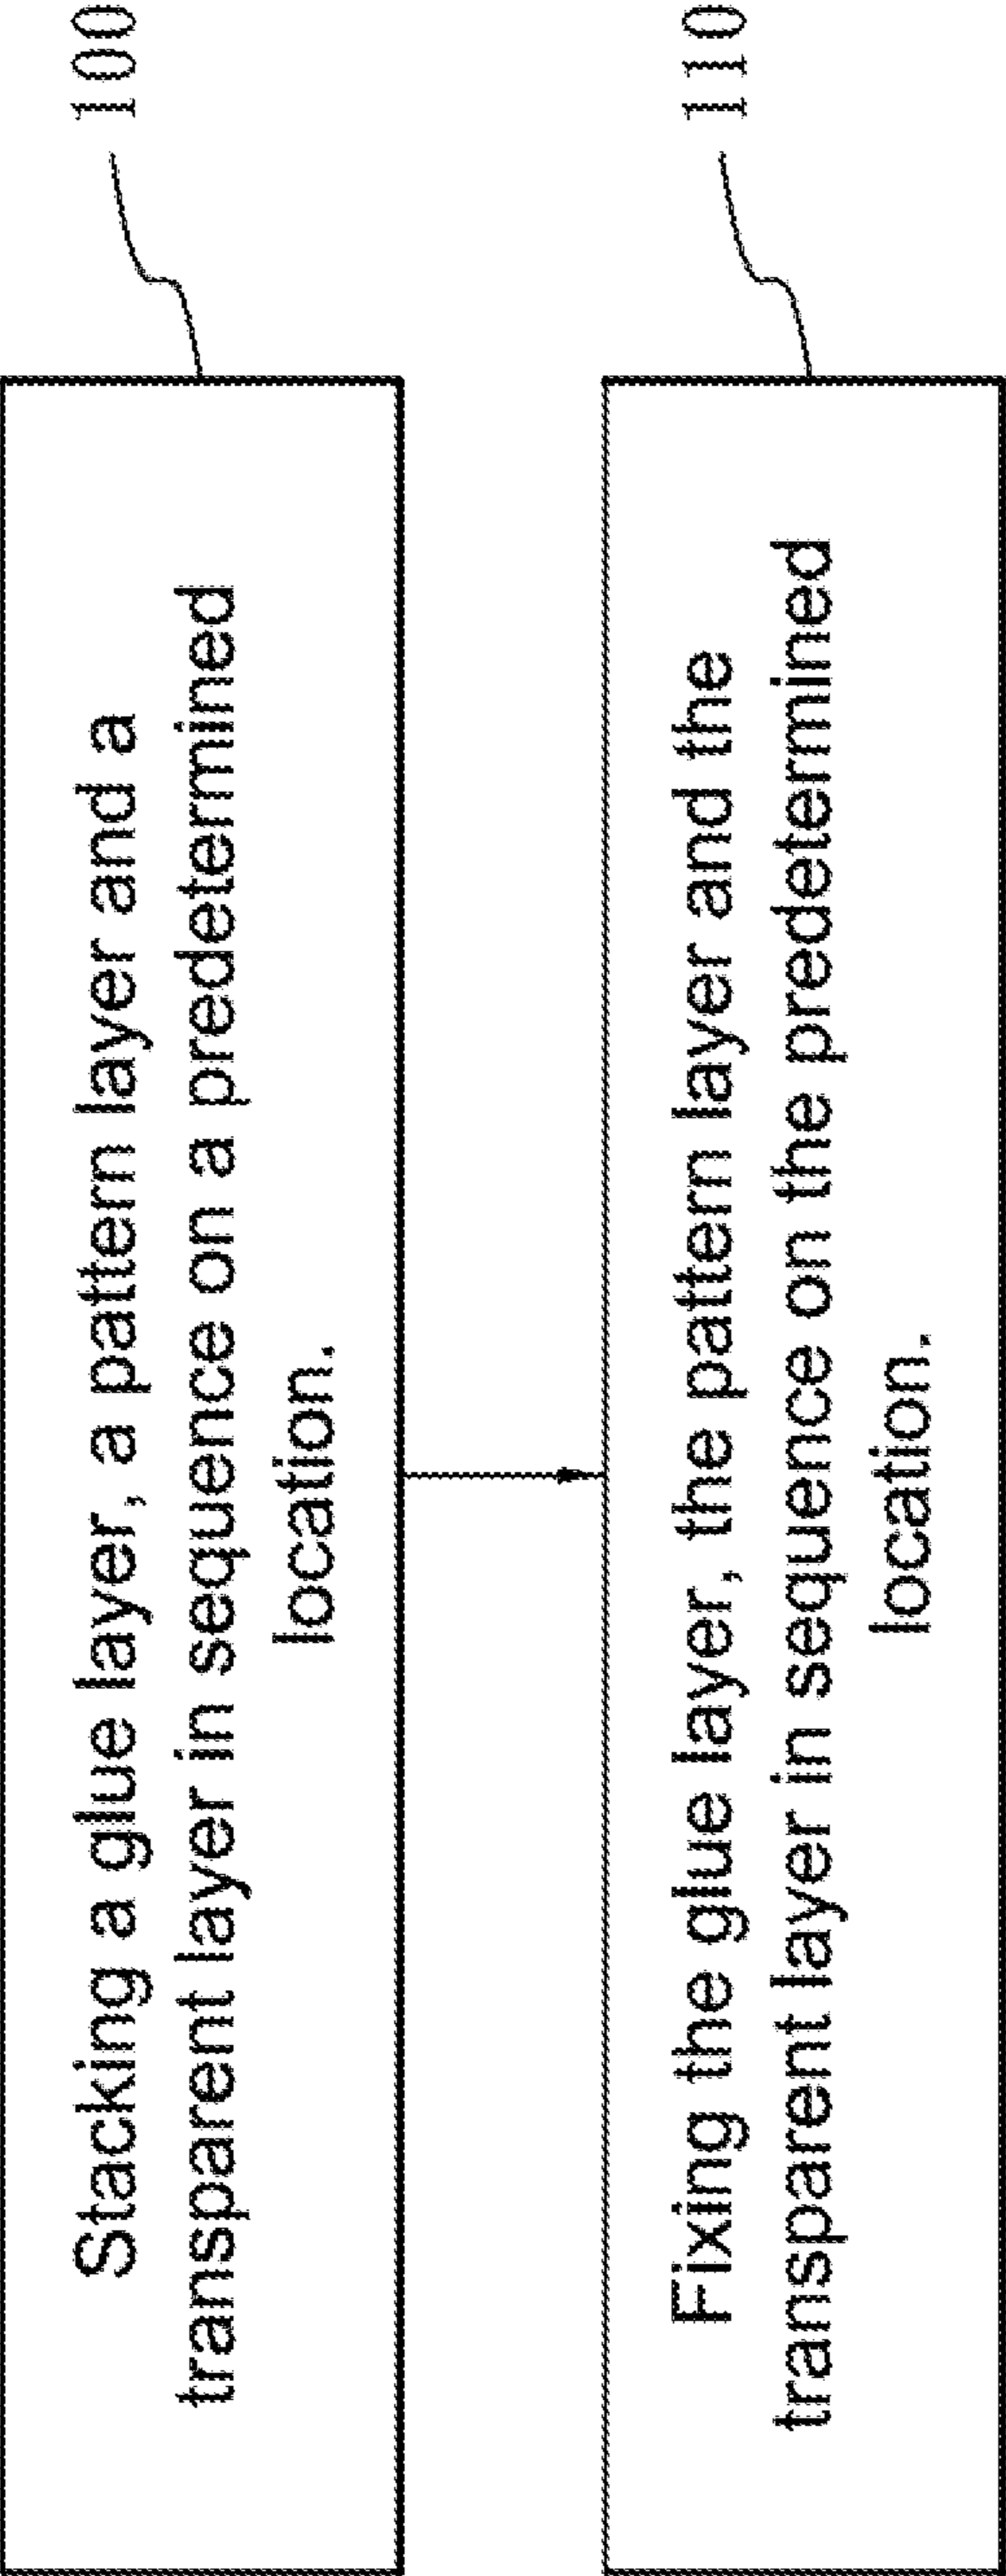 Stacking a glue layer, a pattern layer and a
transparent layer in sequence on a predetermined
location.
100
Fixing the glue layer, the pattern layer and the
transparent layer in sequence on the predetermined
location.
110